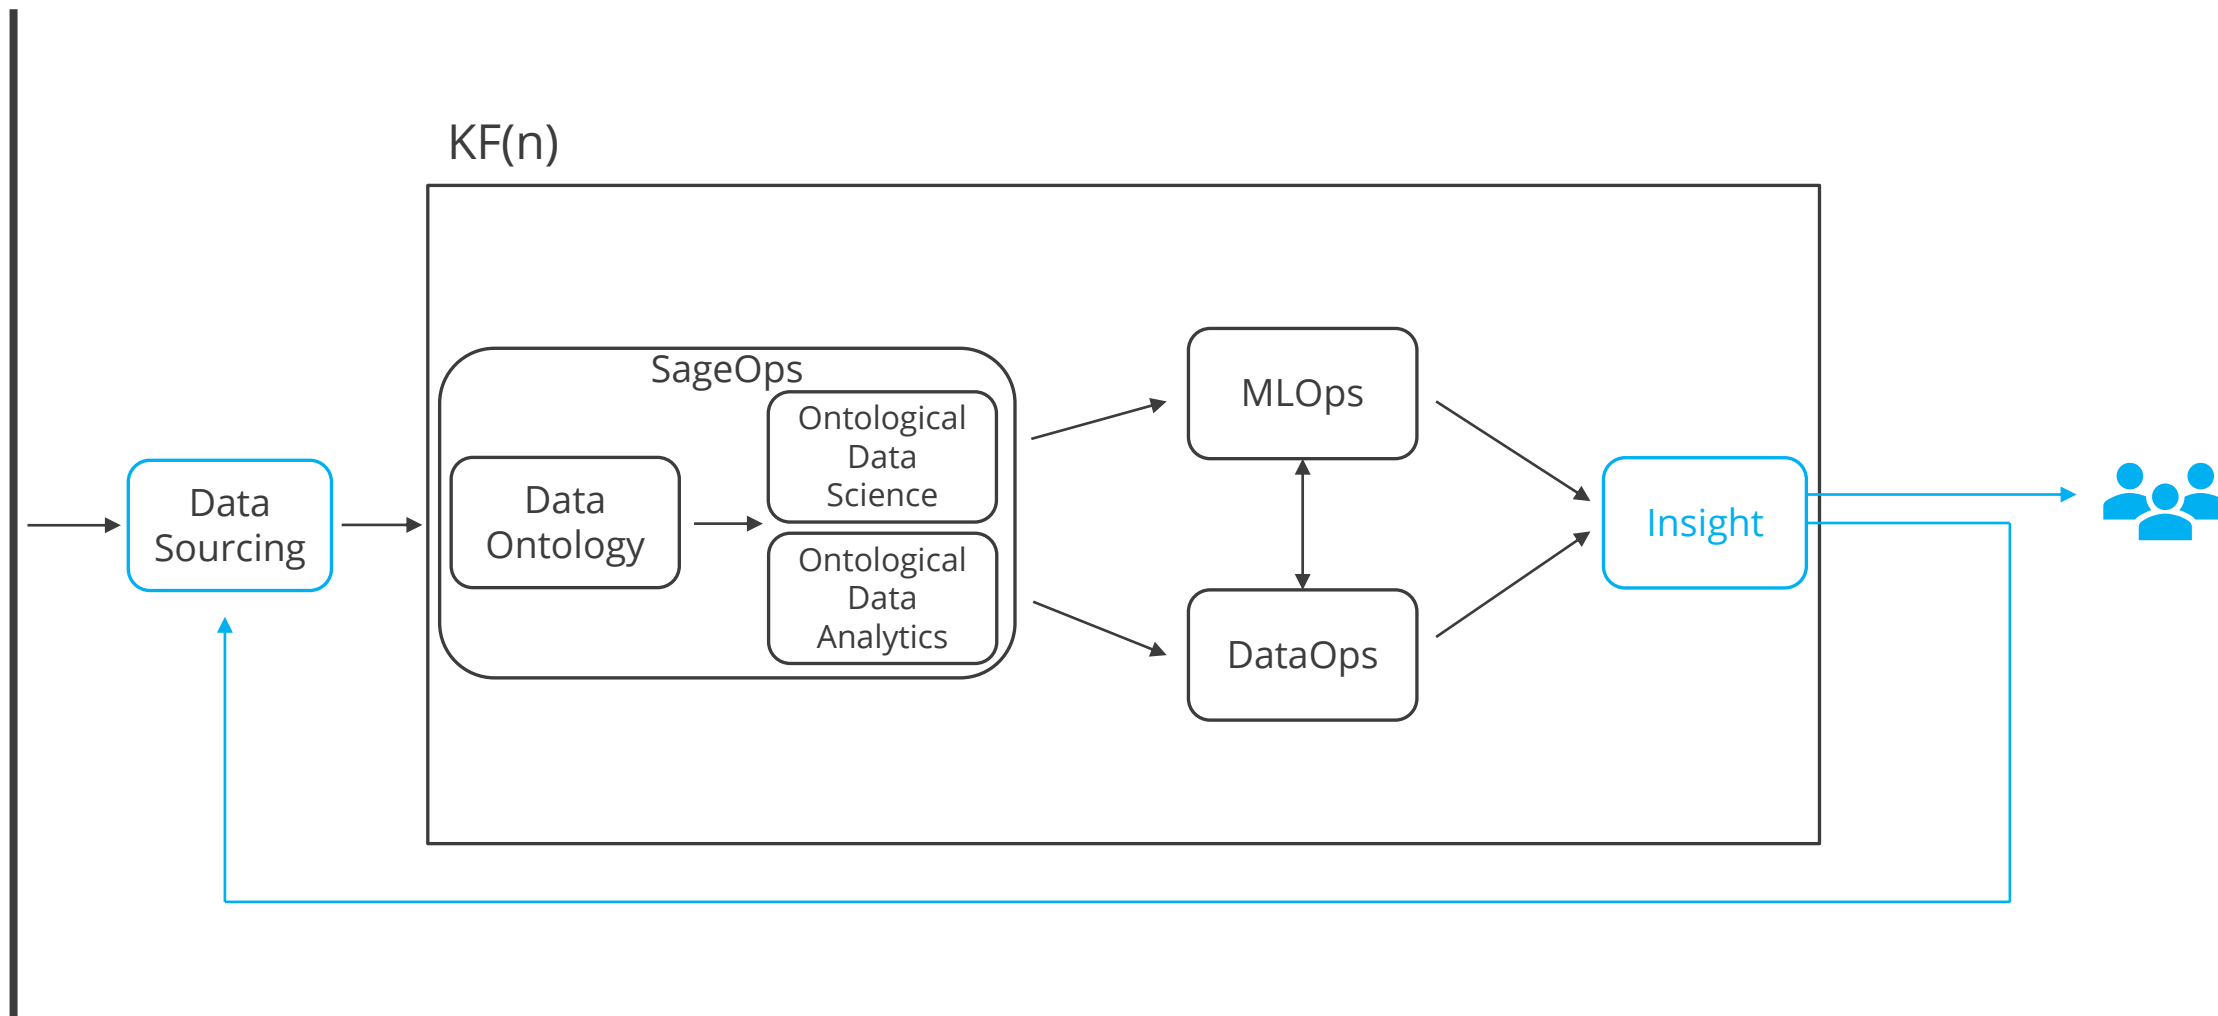 KF(n)
SageOps
Data
Sourcing
Data
Ontology
Ontological
Data
Science
Ontological
Data
Analytics
MLOps
DataOps
Insight